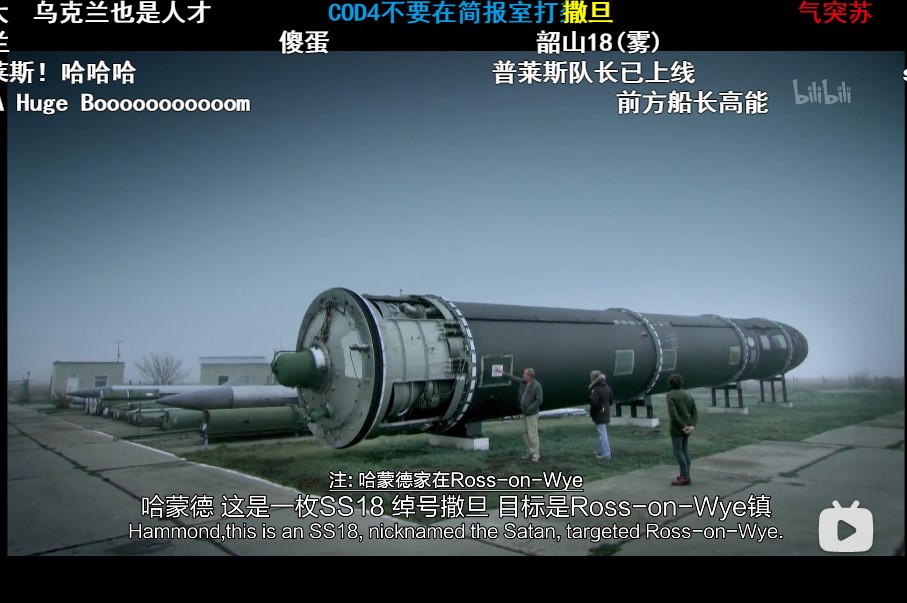 乌克兰也是人才
COD4不要在简报室打
撒旦
气突苏
兰
傻蛋
韶山18(雾)
莱斯！哈哈哈
普莱斯队长已上线
A Huge Booooooooooom
前方船长高能
bilibili
注: 哈蒙德家在Ross-on-Wye
哈蒙德 这是一枚SS18 绰号撒旦 目标是Ross-on-Wye镇
Hammond,this is an SS18, nicknamed the Satan, targeted Ross-on-Wye.